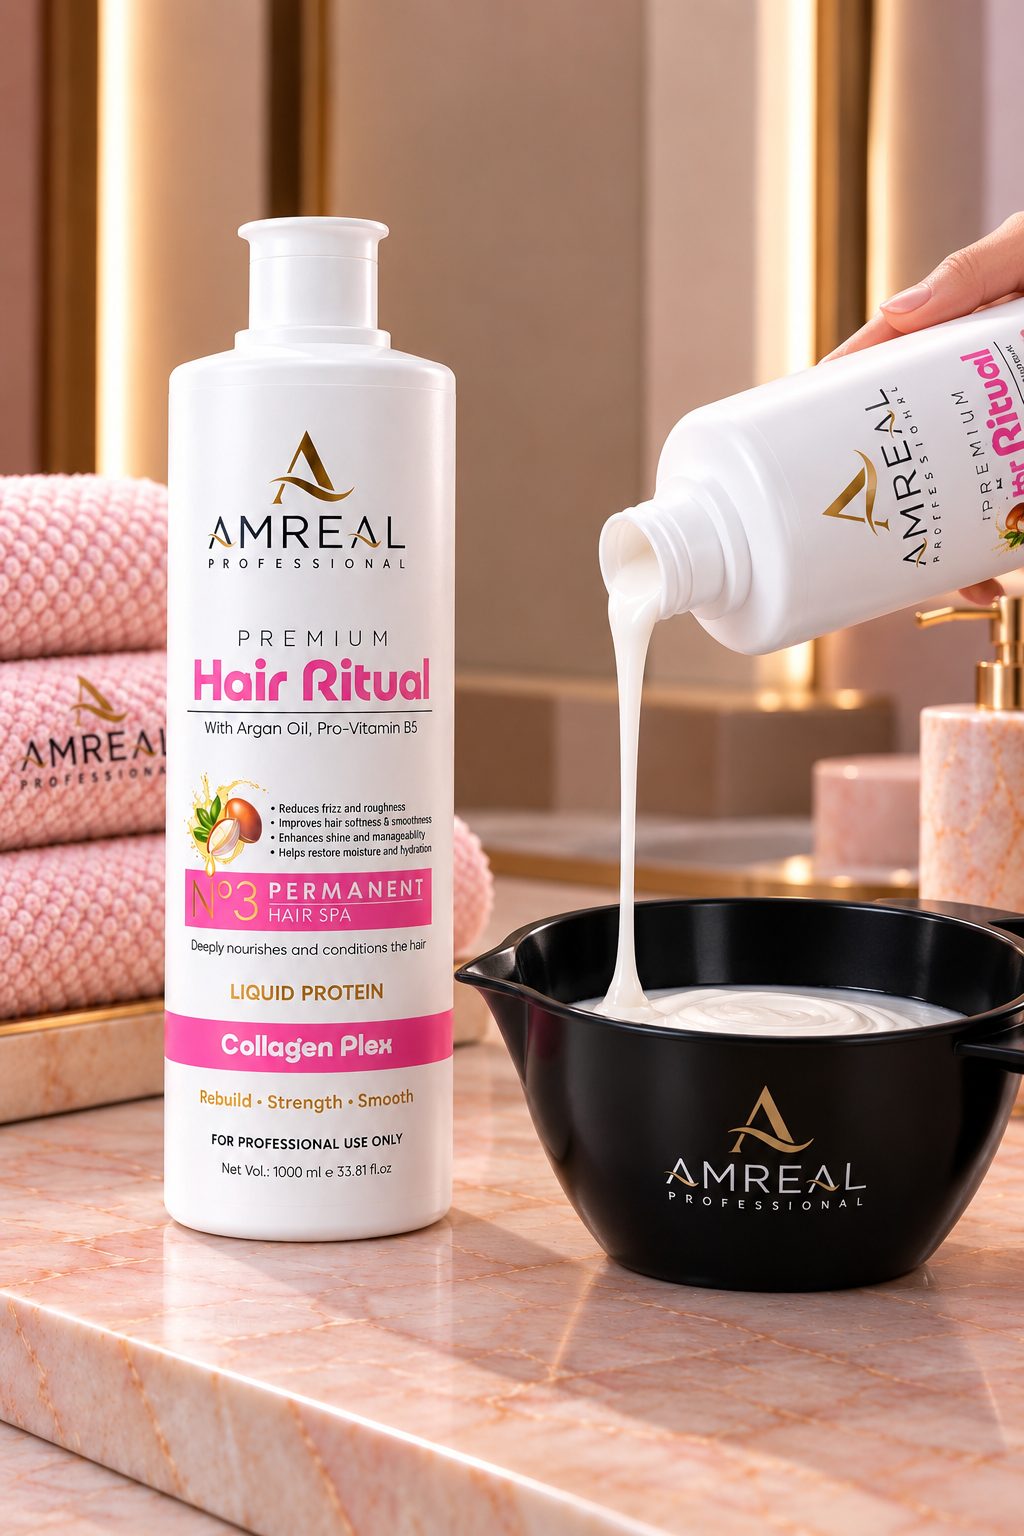 AMREAL
PROFESSIONAL
PREMIUM
Hair Ritual
With Argan Oil, Pro-Vitamin B5
• Reduces frizz and roughness
• Improves hair softness & smoothness
• Enhances shine and manageability
• Helps restore moisture and hydration
Nº3 PERMANENT
HAIR SPA
Deeply nourishes and conditions the hair
LIQUID PROTEIN
Collagen Plex
Rebuild • Strength • Smooth
FOR PROFESSIONAL USE ONLY
Net Vol.: 1000 ml e 33.81 fl.oz
AMREAL
PROFESSIONA
AMREAL
PROFESSIONAL
PREMIUM
Ritual
AMREAL
PROFESSIONAL